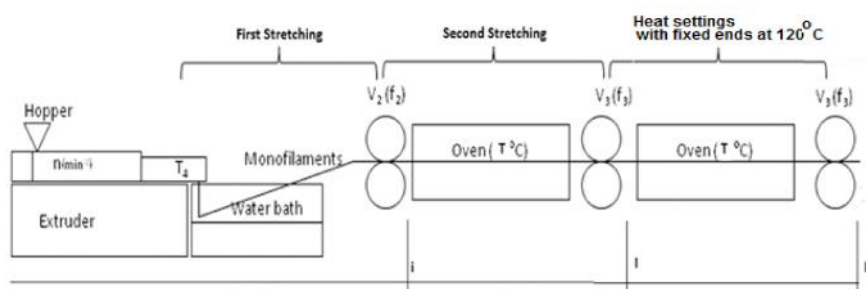 First Stretching
Second Stretching
Heat settings
with fixed ends at 120°C
V₂(f₂)
V₃(f₃)
V₃(f₃)
Hopper
Monofilaments
Oven( T °C)
Oven( T °C)
T₄
Water bath
Extruder
i